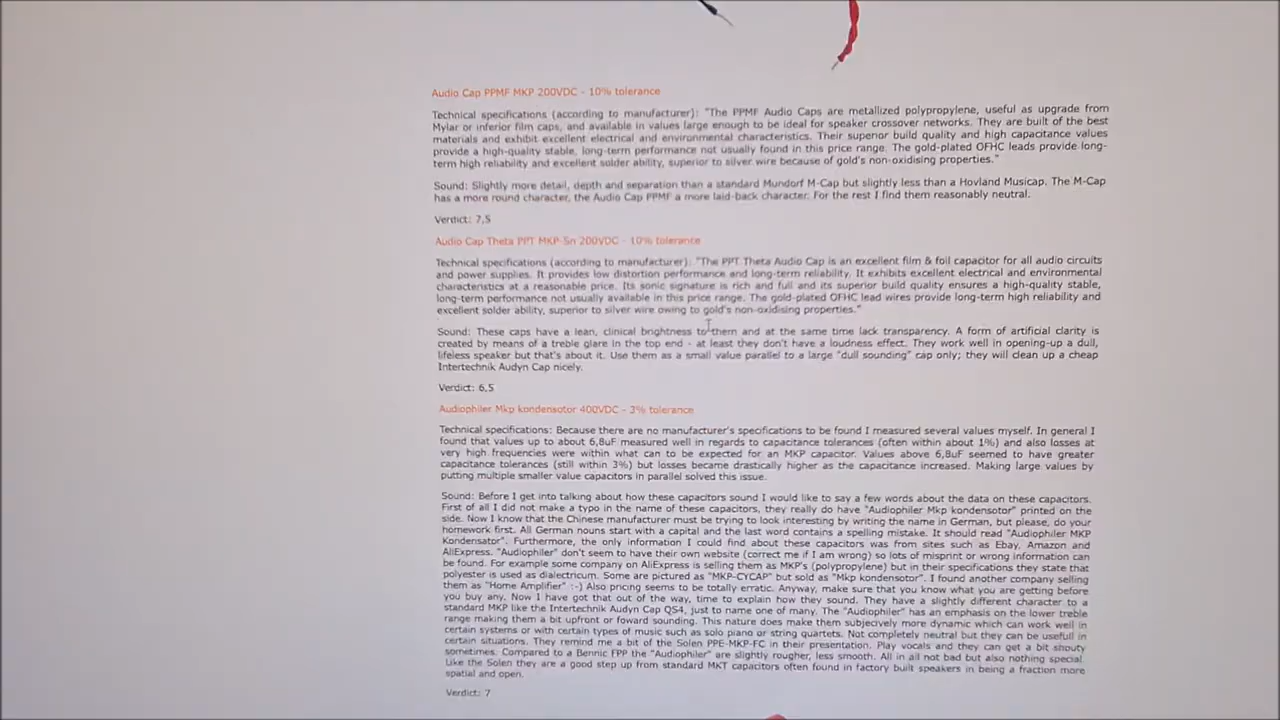 Audio Cap PPMF MKP 200VDC - 10% tolerance
Technical specifications (according to manufacturer): "The PPMF Audio Caps are metallized polypropylene, useful as upgrade from
Mylar or inferior film caps, and available in values large enough to be ideal for speaker crossover networks. They are built of the best
materials and exhibit excellent electrical and environmental characteristics. Their superior build quality and high capacitance values
provide a high-quality stable, long-term performance not usually found in this price range. The gold-plated OFHC leads provide long-
term high reliability and excellent solder ability, superior to silver wire because of gold's non-oxidising properties."
Sound: Slightly more detail, depth and separation than a standard Mundorf M-Cap but slightly less than a Hovland Musicap. The M-Cap
has a more round character, the Audio Cap PPMF a more laid-back character. For the rest I find them reasonably neutral.
Verdict: 7,5
Audio Cap Theta PPT MKP-Sn 200VDC - 10% tolerance
Technical specifications (according to manufacturer): "The PPT Theta Audio Cap is an excellent film & foil capacitor for all audio circuits
and power supplies. It provides low distortion performance and long-term reliability. It exhibits excellent electrical and environmental
characteristics at a reasonable price. Its sonic signature is rich and full and its superior build quality ensures a high-quality stable,
long-term performance not usually available in this price range. The gold-plated OFHC lead wires provide long-term high reliability and
excellent solder ability, superior to silver wire owing to gold's non-oxidising properties."
Sound: These caps have a lean, clinical brightness to them and at the same time lack transparency. A form of artificial clarity is
created by means of a treble glare in the top end - at least they don't have a loudness effect. They work well in opening-up a dull,
lifeless speaker but that's about it. Use them as a small value parallel to a large "dull sounding" cap only; they will clean up a cheap
Intertechnik Audyn Cap nicely.
Verdict: 6,5
Audiophiler Mkp kondensotor 400VDC - 3% tolerance
Technical specifications: Because there are no manufacturer's specifications to be found I measured several values myself. In general I
found that values up to about 6,8uF measured well in regards to capacitance tolerances (often within about 1%) and also losses at
very high frequencies were within what can to be expected for an MKP capacitor. Values above 6,8uF seemed to have greater
capacitance tolerances (still within 3%) but losses became drastically higher as the capacitance increased. Making large values by
putting multiple smaller value capacitors in parallel solved this issue.
Sound: Before I get into talking about how these capacitors sound I would like to say a few words about the data on these capacitors.
First of all I did not make a typo in the name of these capacitors, they really do have "Audiophiler Mkp kondensotor" printed on the
side. Now I know that the Chinese manufacturer must be trying to look interesting by writing the name in German, but please, do your
homework first. All German nouns start with a capital and the last word contains a spelling mistake. It should read "Audiophiler MKP
Kondensator". Furthermore, the only information I could find about these capacitors was from sites such as Ebay, Amazon and
AliExpress. "Audiophiler" don't seem to have their own website (correct me if I am wrong) so lots of misprint or wrong information can
be found. For example some company on AliExpress is selling them as MKP's (polypropylene) but in their specifications they state that
polyester is used as dialectricum. Some are pictured as "MKP-CYCAP" but sold as "Mkp kondensotor". I found another company selling
them as "Home Amplifier" :-) Also pricing seems to be totally erratic. Anyway, make sure that you know what you are getting before
you buy any. Now I have got that out of the way, time to explain how they sound. They have a slightly different character to a
standard MKP like the Intertechnik Audyn Cap QS4, just to name one of many. The "Audiophiler" has an emphasis on the lower treble
range making them a bit upfront or foward sounding. This nature does make them subjecively more dynamic which can work well in
certain systems or with certain types of music such as solo piano or string quartets. Not completely neutral but they can be usefull in
certain situations. They remind me a bit of the Solen PPE-MKP-FC in their presentation. Play vocals and they can get a bit shouty
sometimes. Compared to a Bennic FPP the "Audiophiler" are slightly rougher, less smooth. All in all not bad but also nothing special.
Like the Solen they are a good step up from standard MKT capacitors often found in factory built speakers in being a fraction more
spatial and open.
Verdict: 7